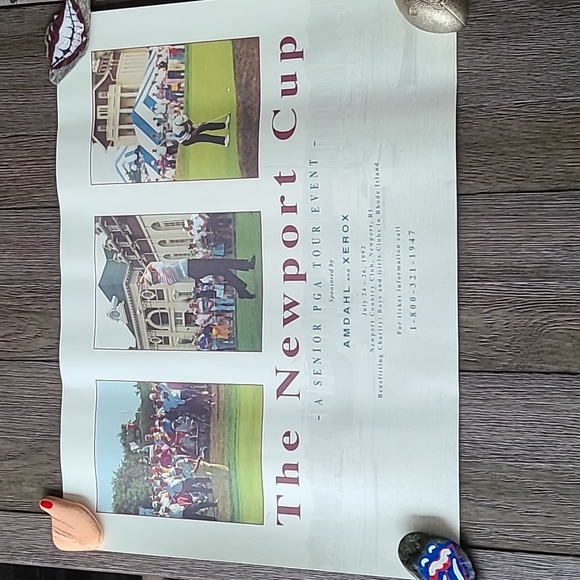 The Newport Cup
- A SENIOR PGA TOUR EVENT -
Sponsored by
AMDAHL and XEROX
July 24 - 26, 1992
Newport Country Club, Newport, RI
Benefitting Charity: Boys and Girls Clubs in Rhode Island
For ticket information call
1-800-321-1947